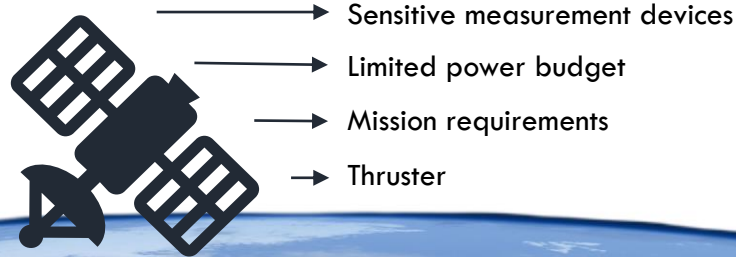 Sensitive measurement devices
Limited power budget
Mission requirements
Thruster